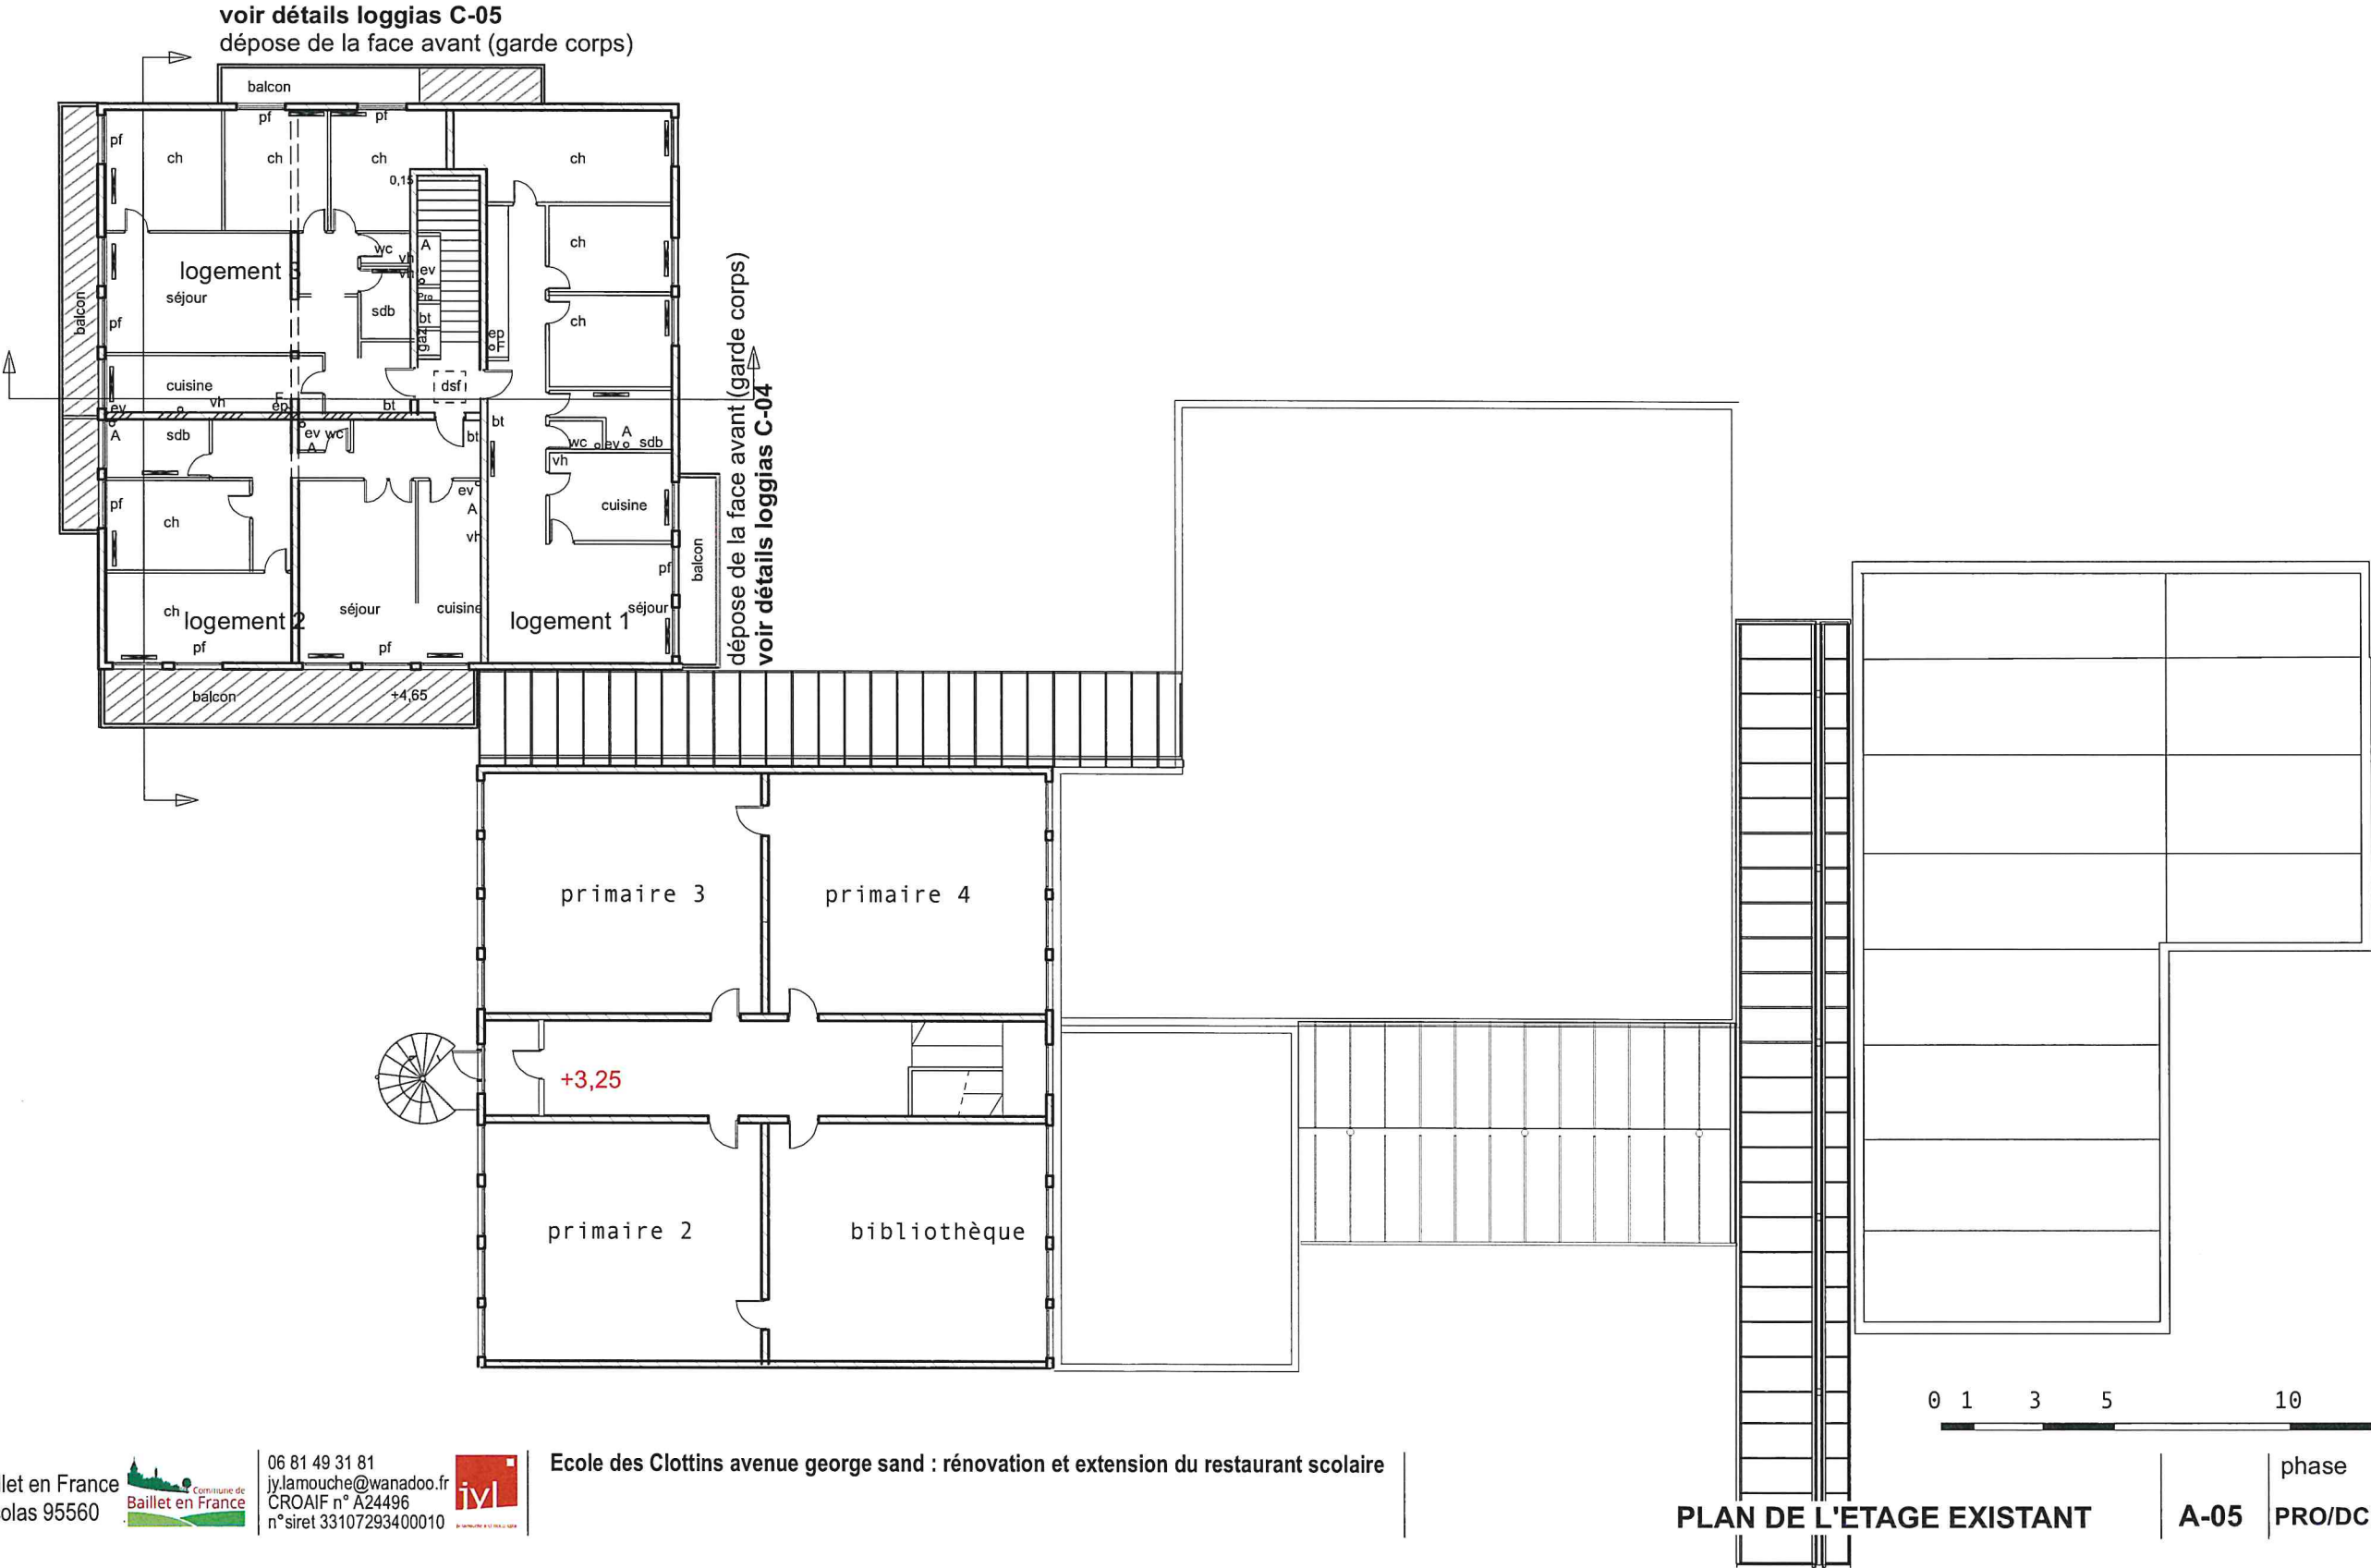 voir détails loggias C-05
dépose de la face avant (garde corps)
balcon
pf
pf
pf
ch
ch
ch
ch
0,15
wc
vh
vh
A
ev
ch
logement 3
séjour
balcon
pf
sdb
Pro
bt
gaz
ep
F
ch
cuisine
vh
F
ep
bt
dsf
ev
A
sdb
ev
wc
A
bt
bt
wc
ev
A
sdb
vh
pf
ch
ev
A
vh
cuisine
balcon
pf
ch
logement 2
séjour
cuisine
logement 1
séjour
pf
pf
balcon
+4,65
dépose de la face avant (garde corps)
voir détails loggias C-04
primaire 3
primaire 4
+3,25
primaire 2
bibliothèque
0 1 3 5 10
llet en France
olas 95560
Commune de
Baillet en France
06 81 49 31 81
jy.lamouche@wanadoo.fr
CROAIF n° A24496
n°siret 33107293400010
jyl
Ecole des Clottins avenue george sand : rénovation et extension du restaurant scolaire
PLAN DE L'ETAGE EXISTANT
A-05
phase
PRO/DC